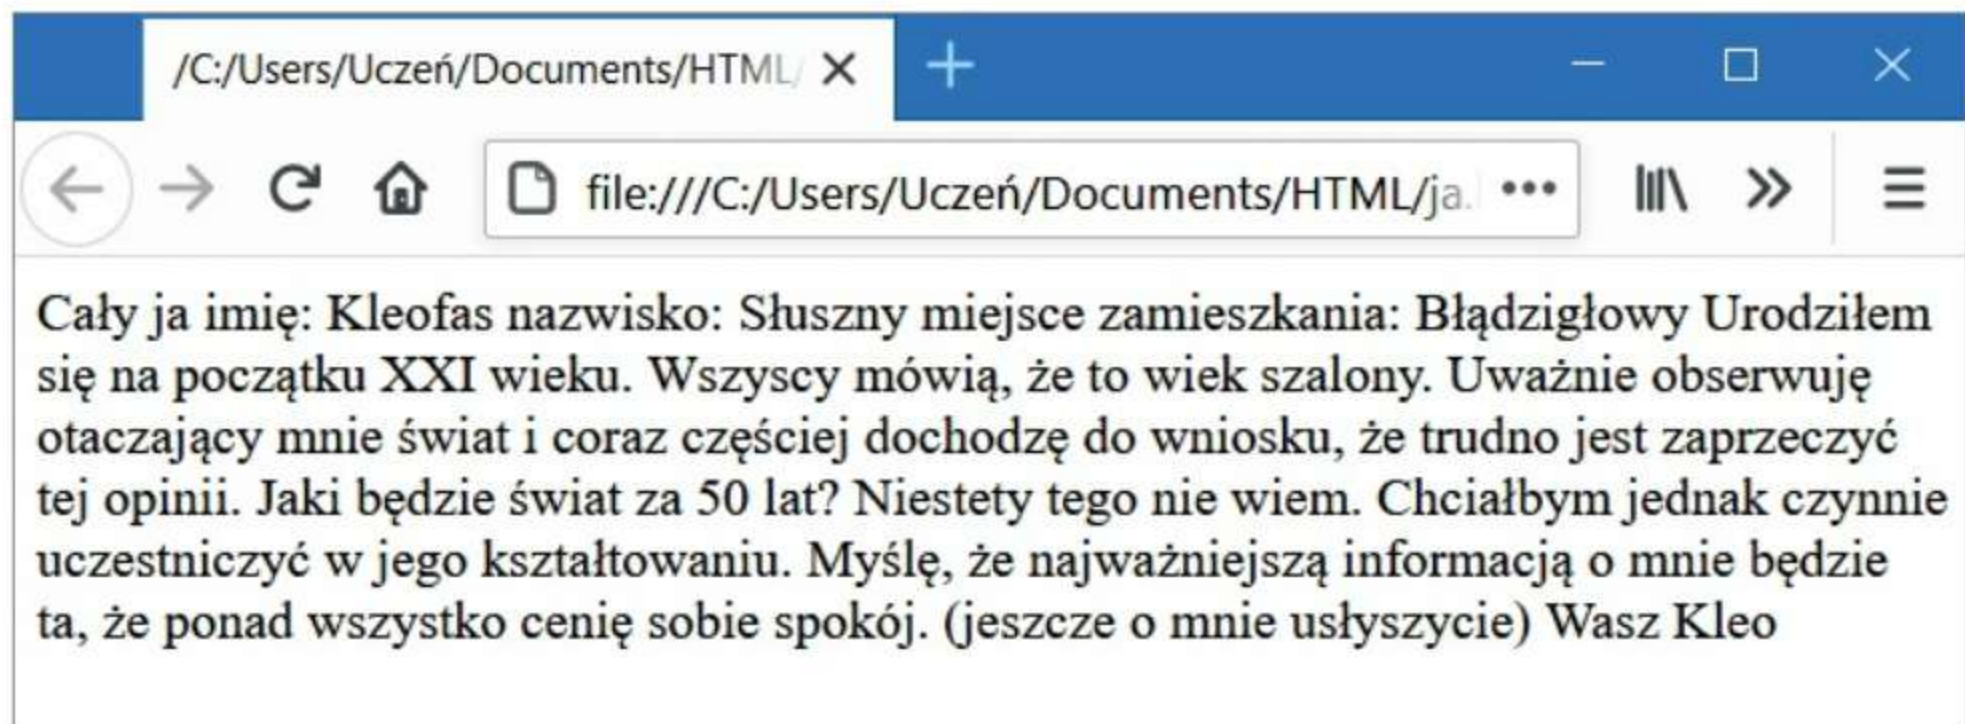 /C:/Users/Uczeń/Documents/HTML/
file:///C:/Users/Uczeń/Documents/HTML/ja.
Cały ja imię: Kleofas nazwisko: Słuszny miejsce zamieszkania: Błądzigłowy Urodziłem
się na początku XXI wieku. Wszyscy mówią, że to wiek szalony. Uważnie obserwuję
otaczający mnie świat i coraz częściej dochodzę do wniosku, że trudno jest zaprzeczyć
tej opinii. Jaki będzie świat za 50 lat? Niestety tego nie wiem. Chciałbym jednak czynnie
uczestniczyć w jego kształtowaniu. Myślę, że najważniejszą informacją o mnie będzie
ta, że ponad wszystko cenię sobie spokój. (jeszcze o mnie usłyszycie) Wasz Kleo